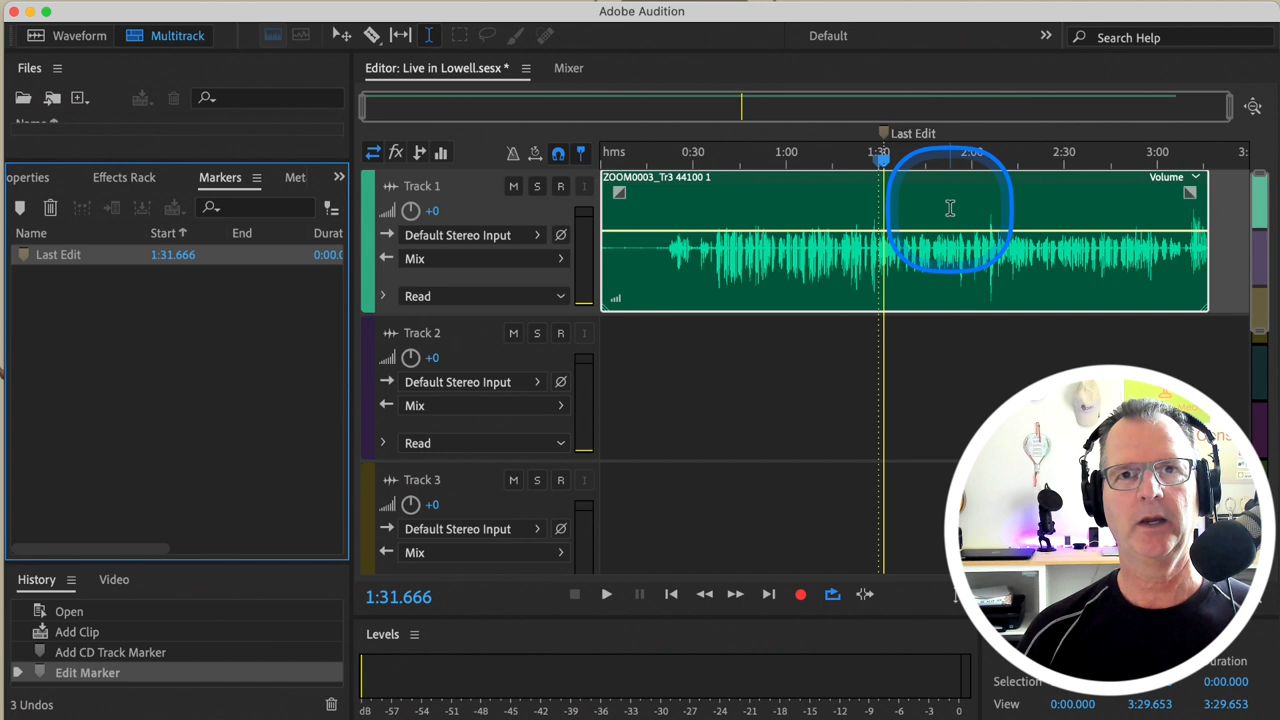 Adobe Audition
Waveform
Multitrack
Default
Search Help
Files
Editor: Live in Lowell.sesx *
Mixer
Last Edit
operties
Effects Rack
Markers
Met
hms
0:30
1:00
1:30
2:00
2:30
3:00
3:
ZOOM0003_Tr3 44100 1
Volume
Track 1
M
S
R
I
+0
Default Stereo Input
Mix
Read
Name
Start
End
Durat
Last Edit
1:31.666
0:00.0
Track 2
M
S
R
I
+0
Default Stereo Input
Mix
Read
Track 3
M
S
R
I
+0
Default Stereo Input
Mix
History
Video
Open
Add Clip
Add CD Track Marker
Edit Marker
3 Undos
1:31.666
Levels
dB
-57
-54
-51
-48
-45
-42
-39
-36
-33
-30
-27
-24
-21
-18
-15
-12
-9
-6
-3
0
uration
Selection
0:00.000
View
0:00.000
3:29.653
3:29.653